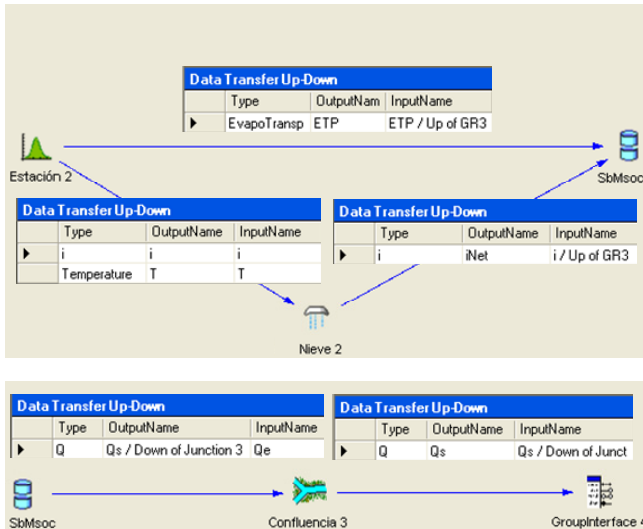 Data Transfer Up-Down
Type OutputNam InputName
EvapoTransp ETP ETP / Up of GR3
Estación 2
SbMsoc
Data Transfer Up-Down
Type OutputName InputName
i i i
Temperature T T
Data Transfer Up-Down
Type OutputName InputName
i iNet i / Up of GR3
Nieve 2
Data Transfer Up-Down
Type OutputName InputName
Q Qs / Down of Junction 3 Qe
Data Transfer Up-Down
Type OutputName InputName
Q Qs Qs / Down of Junct
SbMsoc
Confluencia 3
GroupInterface